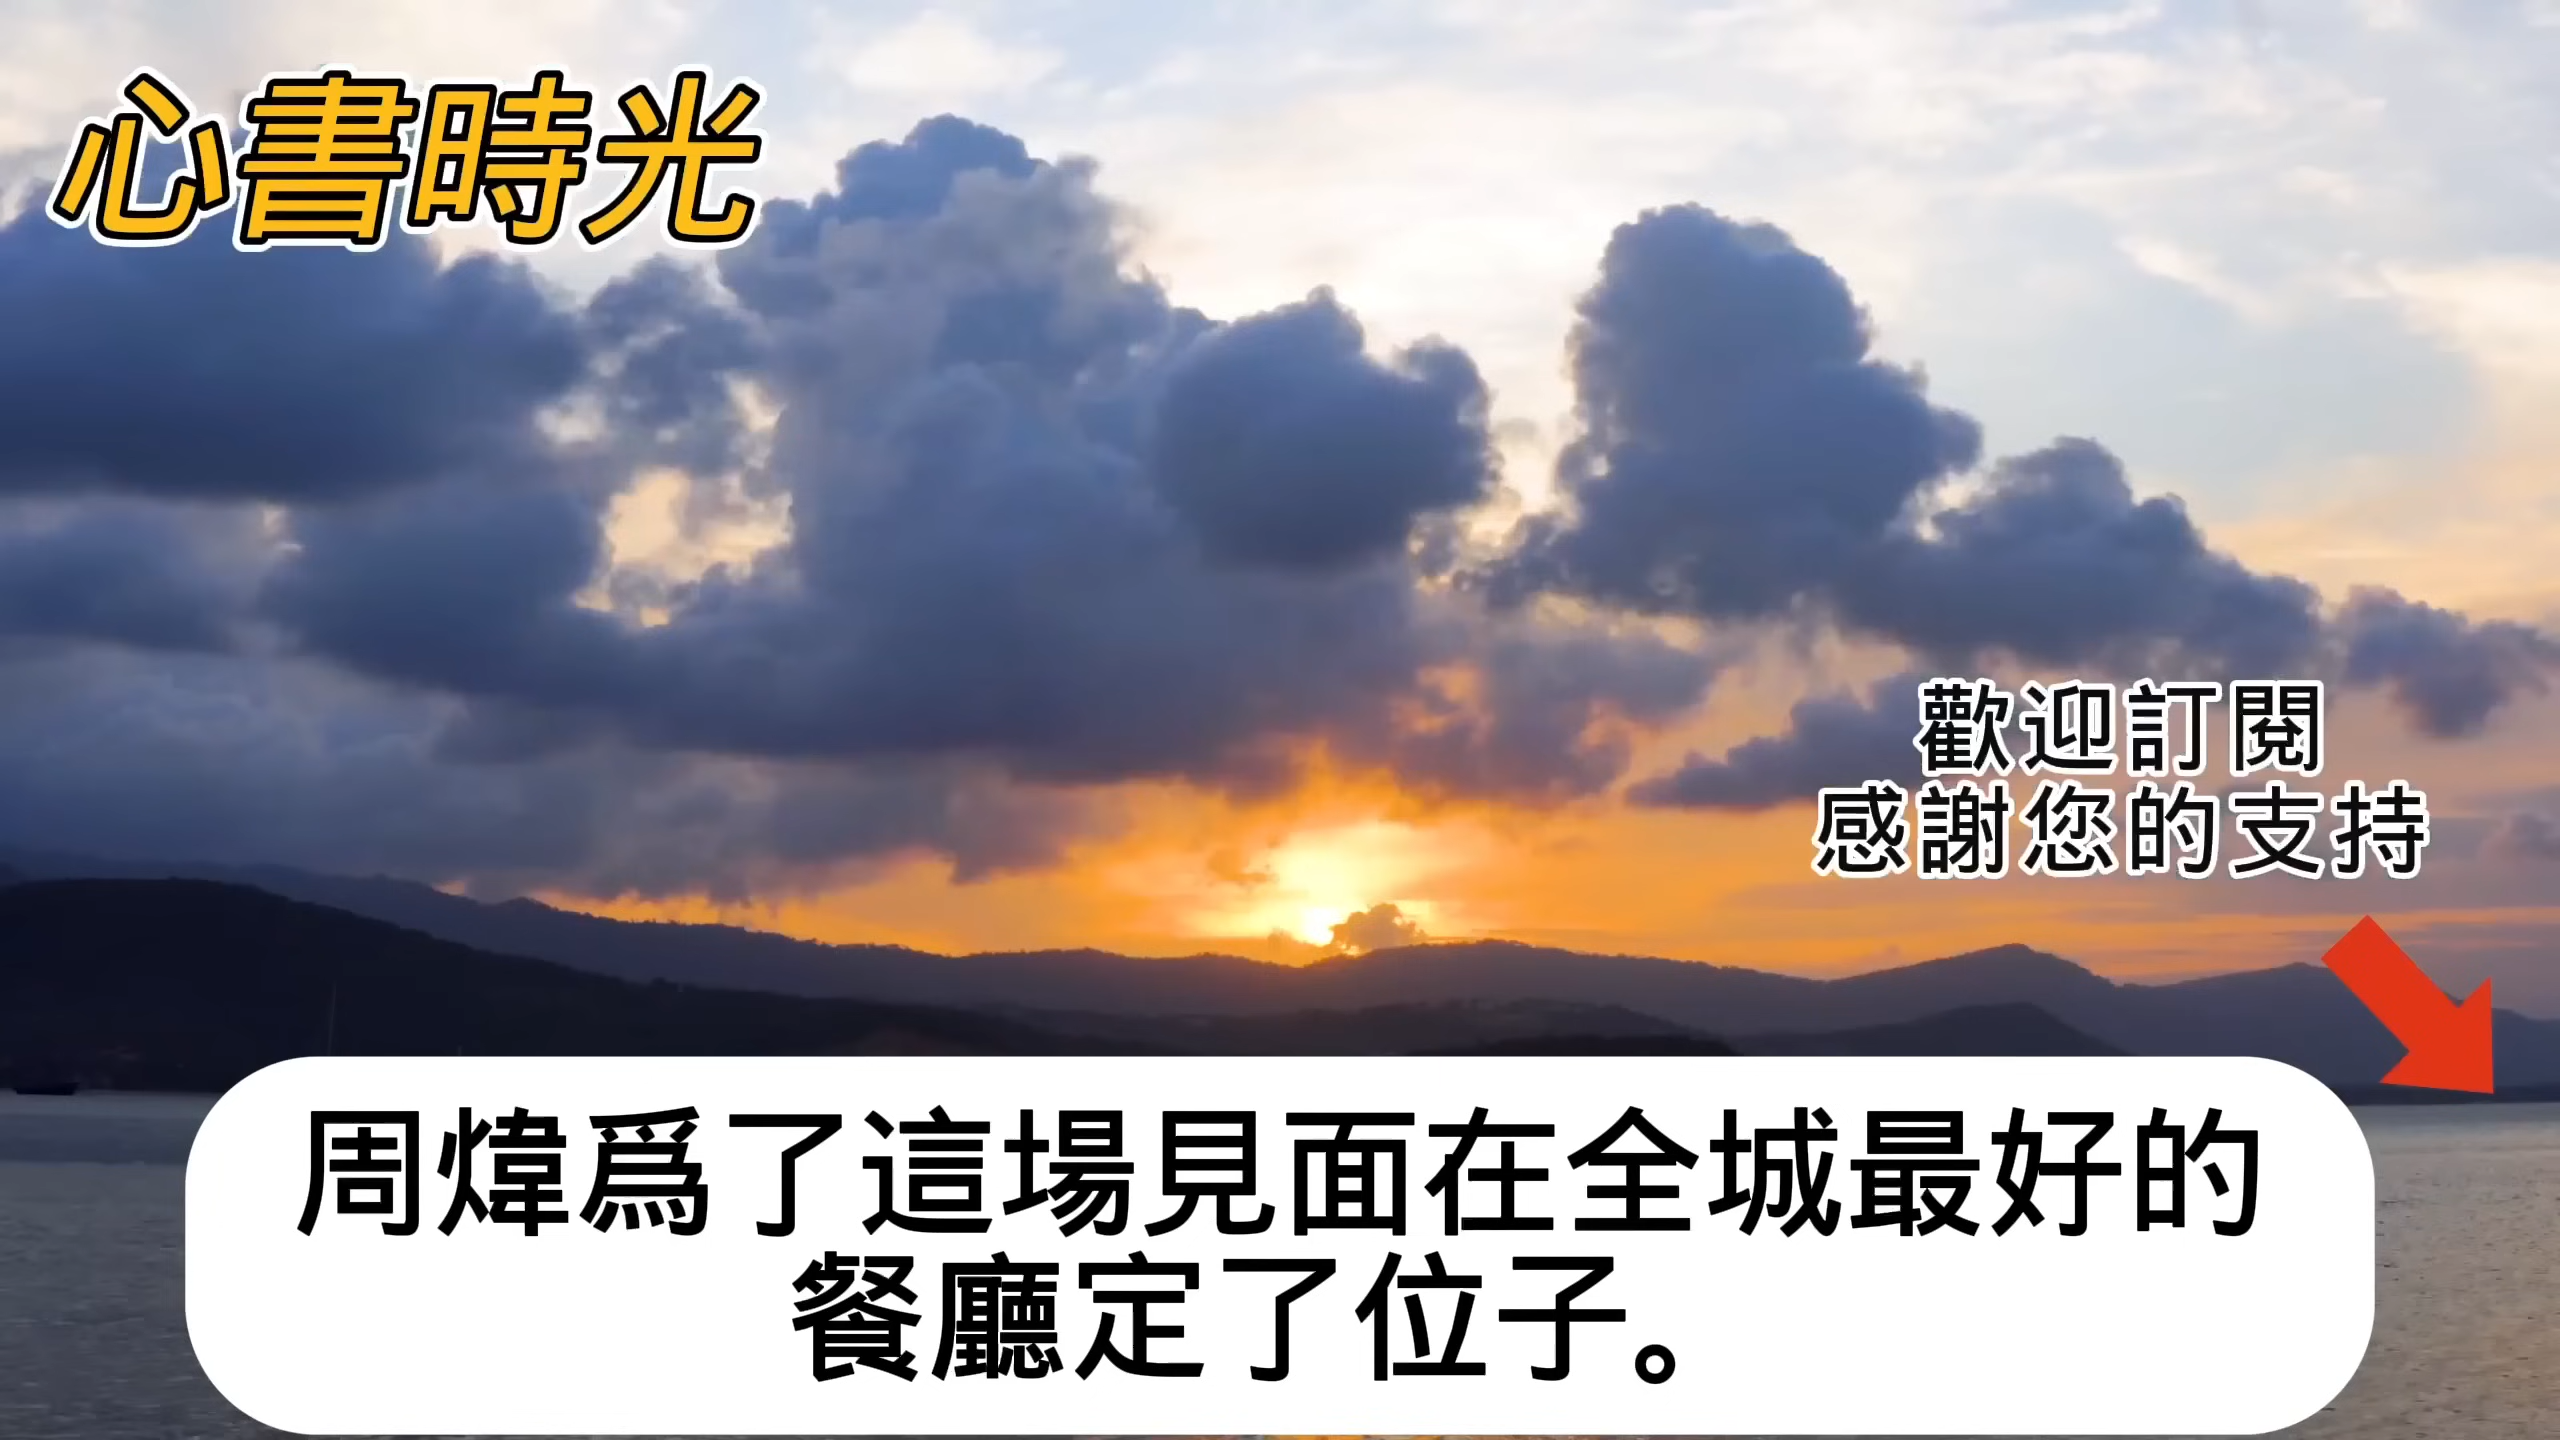 心書時光
歡迎訂閱
感謝您的支持
周煒爲了這場見面在全城最好的
餐廳定了位子。